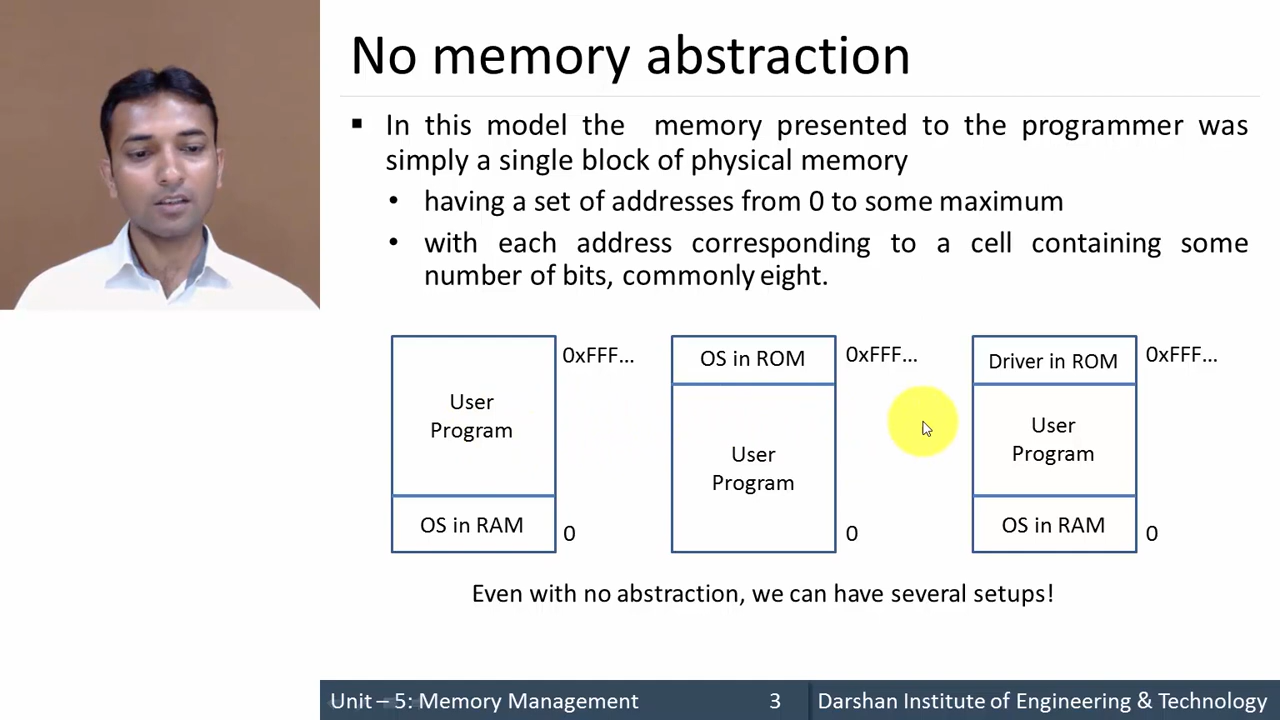 No memory abstraction
▪ In this model the memory presented to the programmer was
simply a single block of physical memory
• having a set of addresses from 0 to some maximum
• with each address corresponding to a cell containing some
number of bits, commonly eight.
User
Program
OS in RAM
0xFFF...
0
OS in ROM
User
Program
0xFFF...
0
Driver in ROM
User
Program
OS in RAM
0xFFF...
0
Even with no abstraction, we can have several setups!
Unit – 5: Memory Management 3 Darshan Institute of Engineering & Technology